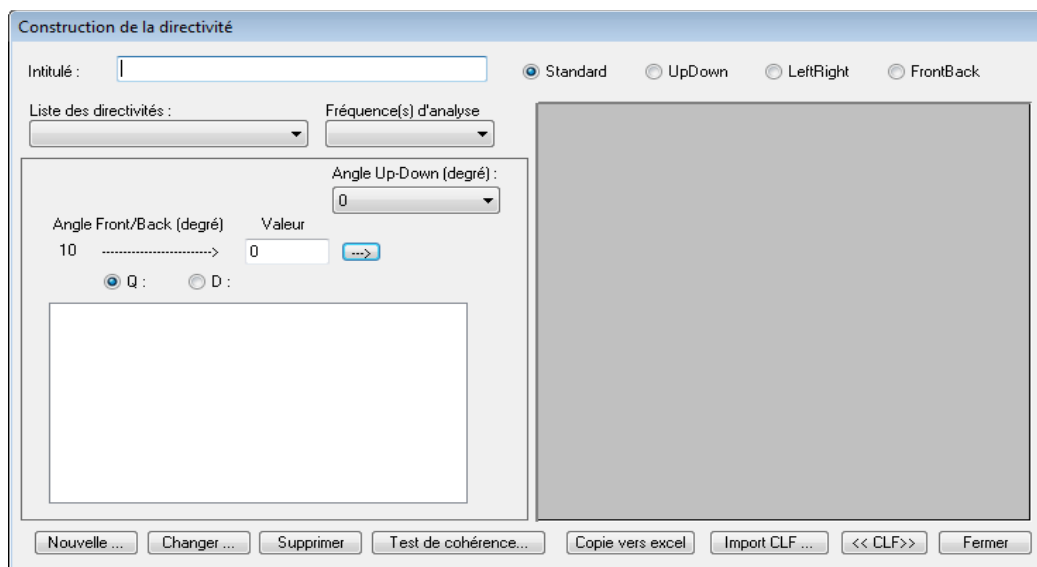 Construction de la directivité
Intitulé :
Standard
UpDown
LeftRight
FrontBack
Liste des directivités :
Fréquence(s) d'analyse
Angle Up-Down (degré) :
0
Angle Front/Back (degré)
Valeur
10 ------------------------->
0
--->
Q :
D :
Nouvelle ...
Changer ...
Supprimer
Test de cohérence...
Copie vers excel
Import CLF ...
<< CLF>>
Fermer